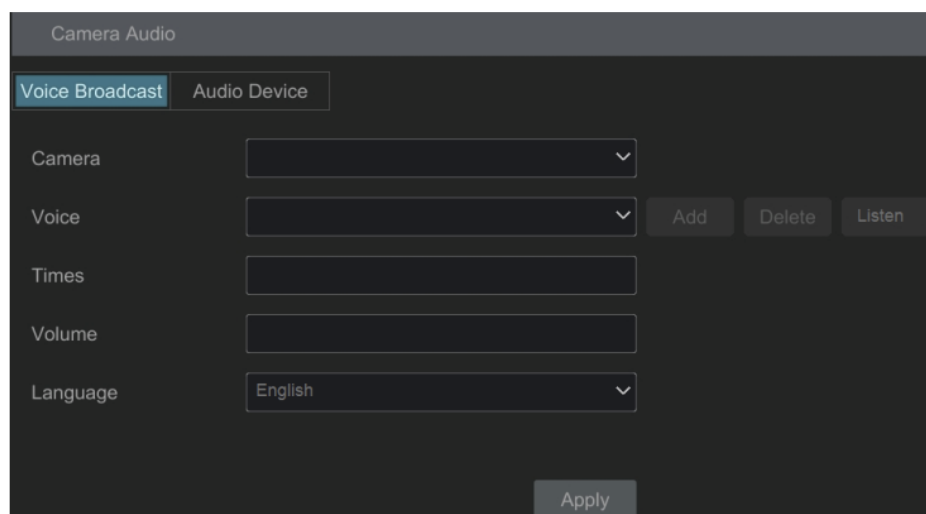 Camera Audio
Voice Broadcast Audio Device
Camera
Voice Add Delete Listen
Times
Volume
Language English
Apply